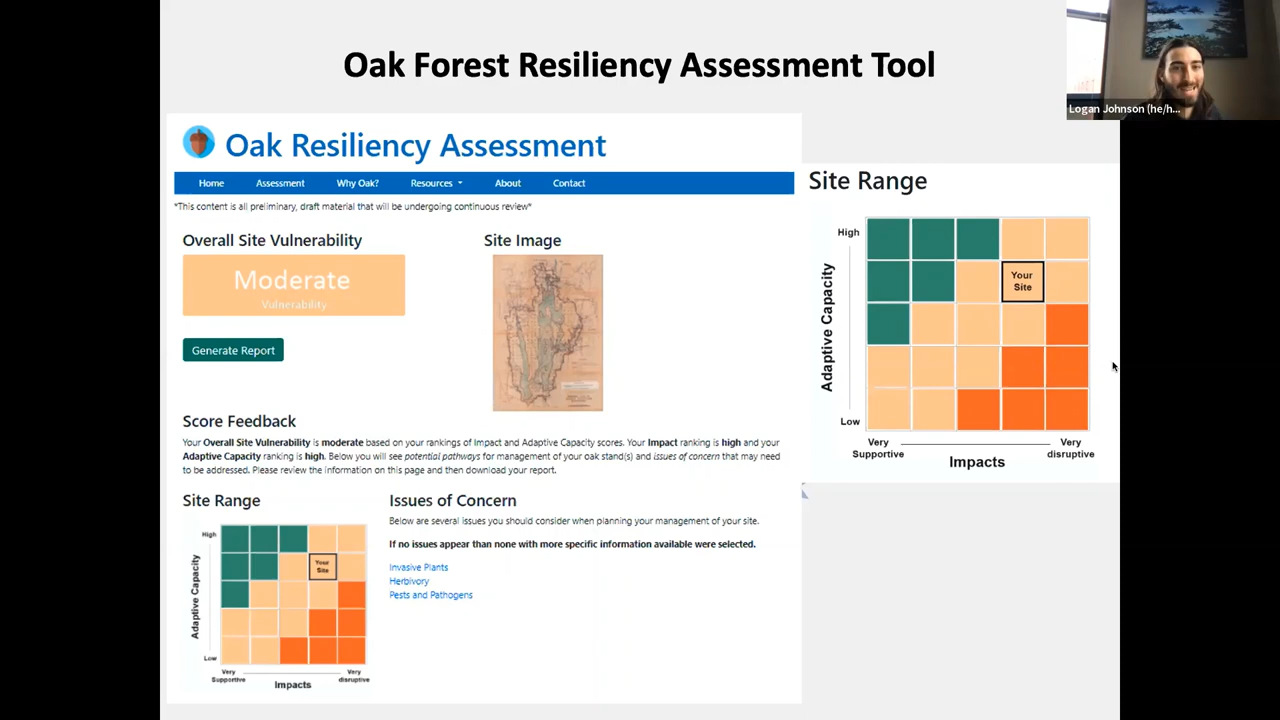 Oak Forest Resiliency Assessment Tool
Logan Johnson (he/h...
Oak Resiliency Assessment
Home Assessment Why Oak? Resources About Contact
*This content is all preliminary, draft material that will be undergoing continuous review*
Overall Site Vulnerability
Moderate
Vulnerability
Generate Report
Site Image
Score Feedback
Your Overall Site Vulnerability is moderate based on your rankings of Impact and Adaptive Capacity scores. Your Impact ranking is high and your
Adaptive Capacity ranking is high. Below you will see potential pathways for management of your oak stand(s) and issues of concern that may need
to be addressed. Please review the information on this page and then download your report.
Site Range
High
Adaptive Capacity
Your
Site
Low
Very
Supportive
Impacts
Very
disruptive
Issues of Concern
Below are several issues you should consider when planning your management of your site.
If no issues appear than none with more specific information available were selected.
Invasive Plants
Herbivory
Pests and Pathogens
Site Range
High
Adaptive Capacity
Your
Site
Low
Very
Supportive
Impacts
Very
disruptive